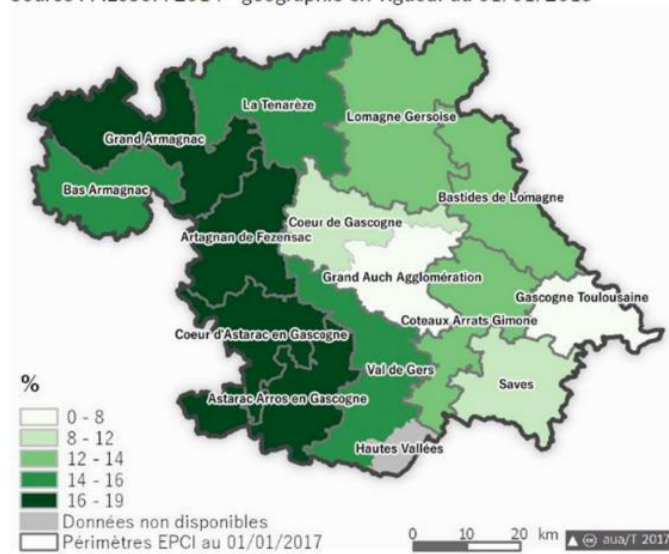 La Tenarèze
Lomagne Gersoise
Grand Armagnac
Bas Armagnac
Bastides de Lomagne
Coeur de Gascogne
Artagnan de Fezensac
Grand Auch Agglomération
Gascogne Toulousaine
Coteaux Arrats Gimone
Coeur d'Astarac en Gascogne
Val de Gers
Saves
Astarac Arros en Gascogne
Hautes Vallées
%
0 - 8
8 - 12
12 - 14
14 - 16
16 - 19
Données non disponibles
Périmètres EPCI au 01/01/2017
0 10 20 km
aua/T 2017